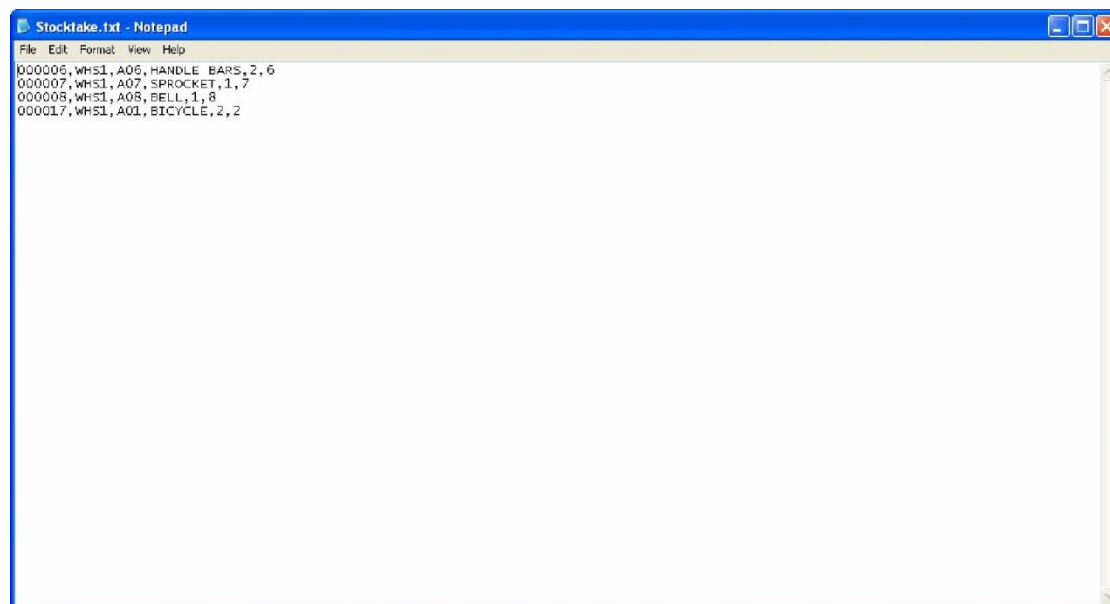 Stocktake.txt - Notepad
File Edit Format View Help
000006,WHS1,A06,HANDLE BARS,2,6
000007,WHS1,A07,SPROCKET,1,7
000008,WHS1,A08,BELL,1,8
000017,WHS1,A01,BICYCLE,2,2